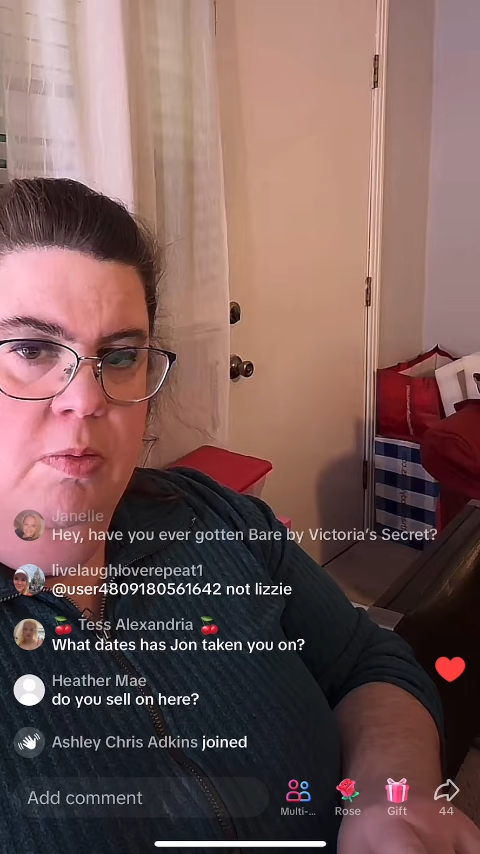 Janelle
Hey, have you ever gotten Bare by Victoria's Secret?
livelaughloverepeat1
@user4809180561642 not lizzie
🍒 Tess Alexandria 🍒
What dates has Jon taken you on?
Heather Mae
do you sell on here?
Ashley Chris Adkins joined
Add comment
Multi-...
Rose
Gift
44